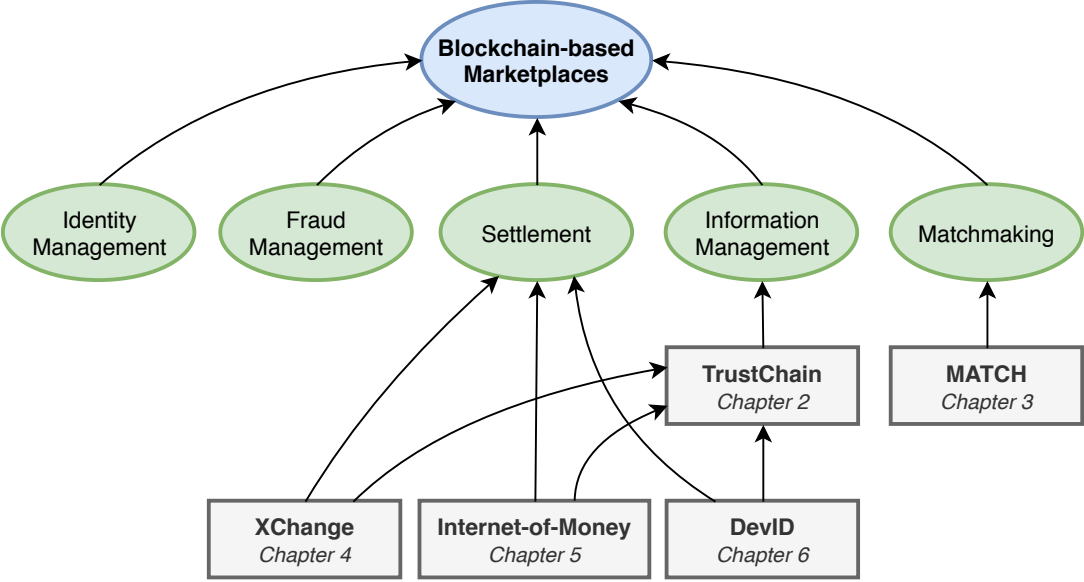 Blockchain-based
Marketplaces
Identity
Management
Fraud
Management
Settlement
Information
Management
Matchmaking
TrustChain
Chapter 2
MATCH
Chapter 3
XChange
Chapter 4
Internet-of-Money
Chapter 5
DevID
Chapter 6